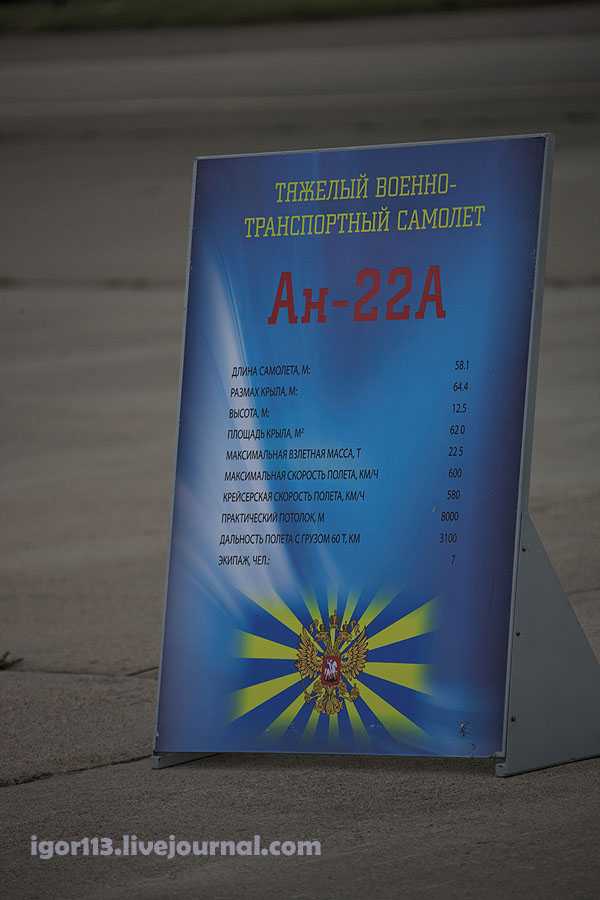 ТЯЖЕЛЫЙ ВОЕННО-
ТРАНСПОРТНЫЙ САМОЛЕТ
Ан-22А
ДЛИНА САМОЛЕТА, М: 58.1
РАЗМАХ КРЫЛА, М: 64.4
ВЫСОТА, М: 12.5
ПЛОЩАДЬ КРЫЛА, М² 62 0
МАКСИМАЛЬНАЯ ВЗЛЕТНАЯ МАССА, Т 22 5
МАКСИМАЛЬНАЯ СКОРОСТЬ ПОЛЕТА, КМ/Ч 600
КРЕЙСЕРСКАЯ СКОРОСТЬ ПОЛЕТА, КМ/Ч 580
ПРАКТИЧЕСКИЙ ПОТОЛОК, М 8000
ДАЛЬНОСТЬ ПОЛЕТА С ГРУЗОМ 60 Т, КМ 3100
ЭКИПАЖ, ЧЕЛ.: 7
igor113.livejournal.com